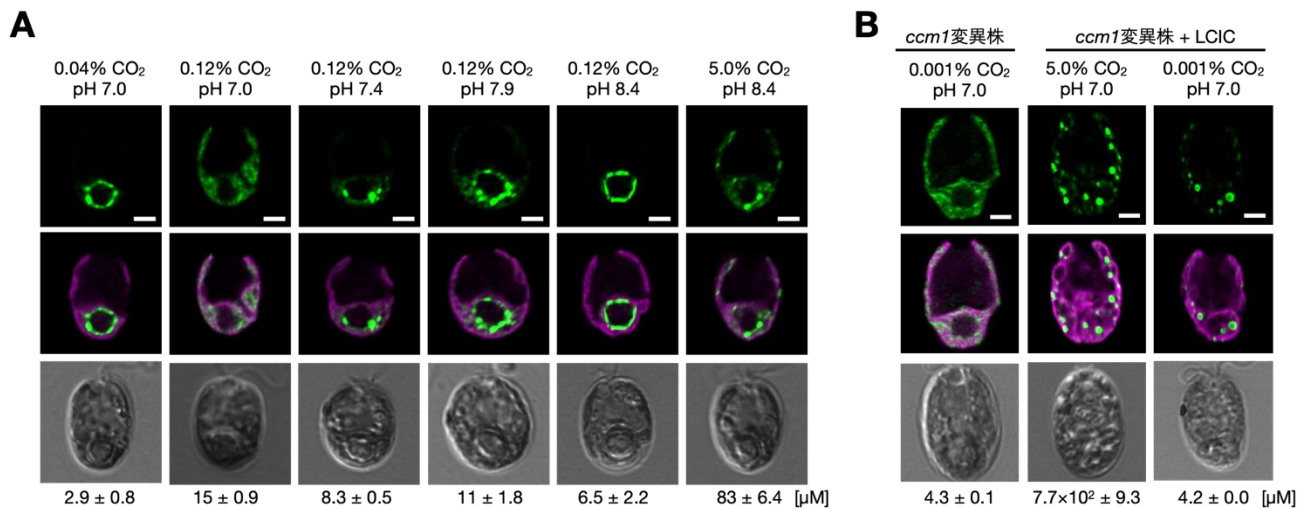 A
0.04% CO₂
pH 7.0
0.12% CO₂
pH 7.0
0.12% CO₂
pH 7.4
0.12% CO₂
pH 7.9
0.12% CO₂
pH 8.4
5.0% CO₂
pH 8.4
2.9 ± 0.8
15 ± 0.9
8.3 ± 0.5
11 ± 1.8
6.5 ± 2.2
83 ± 6.4
[µM]
B
ccm1変異株
ccm1変異株 + LCIC
0.001% CO₂
pH 7.0
5.0% CO₂
pH 7.0
0.001% CO₂
pH 7.0
4.3 ± 0.1
7.7×10² ± 9.3
4.2 ± 0.0
[µM]